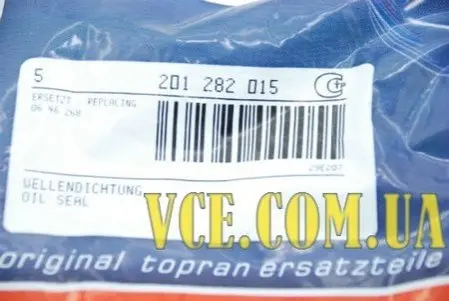 5 201 282 015
ERSETZT REPLACING
06 46 268
WELLENDICHTUNG
OIL SEAL
VCE.COM.UA
original topran ersatzteile